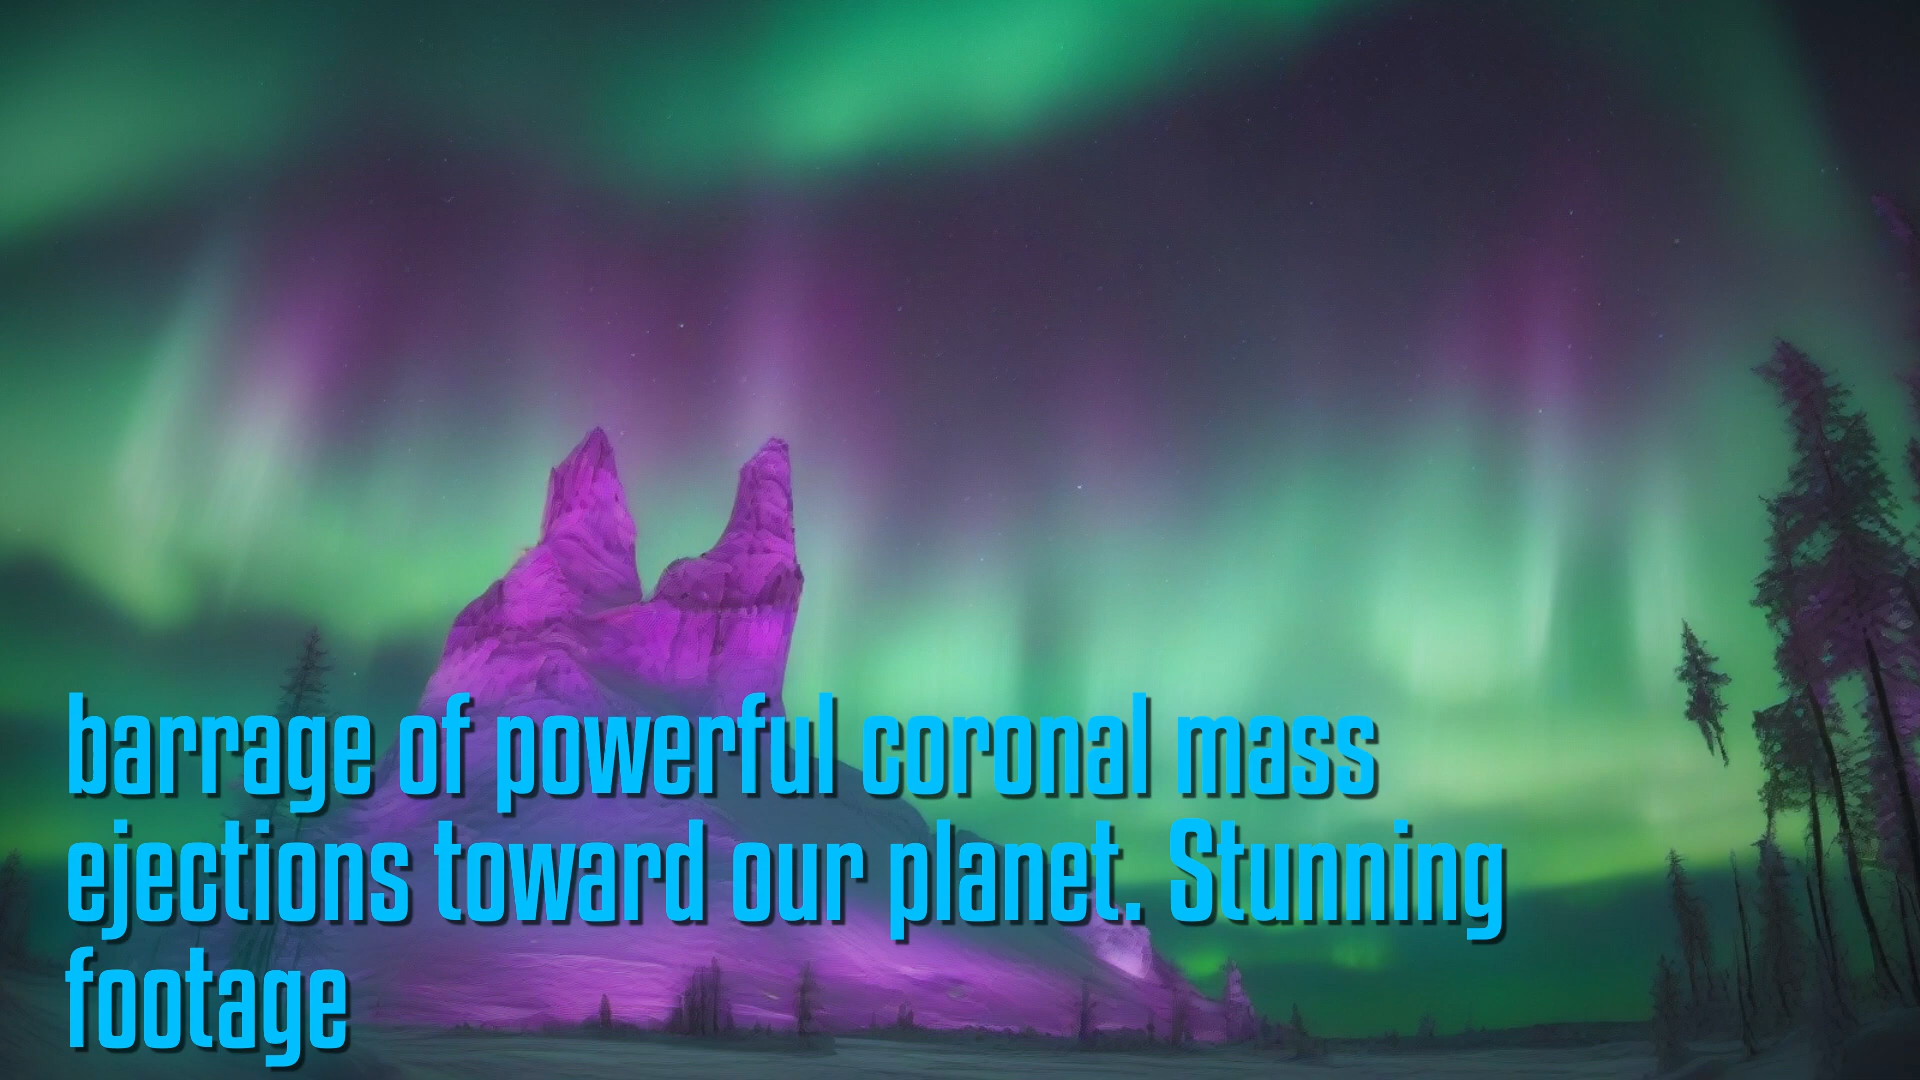 barrage of powerful coronal mass
ejections toward our planet. Stunning
footage